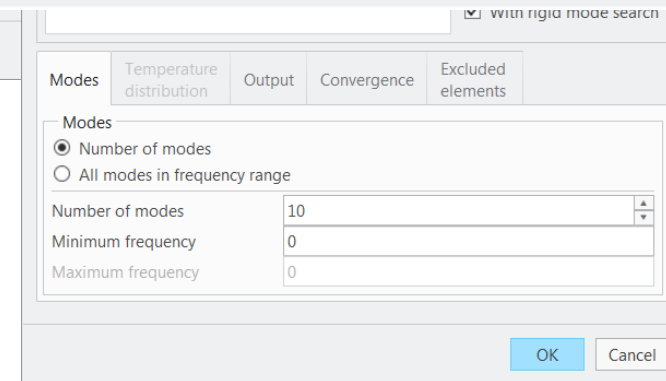 With rigid mode search
Modes
Temperature
distribution
Output
Convergence
Excluded
elements
Modes
Number of modes
All modes in frequency range
Number of modes
10
Minimum frequency
0
Maximum frequency
0
OK
Cancel